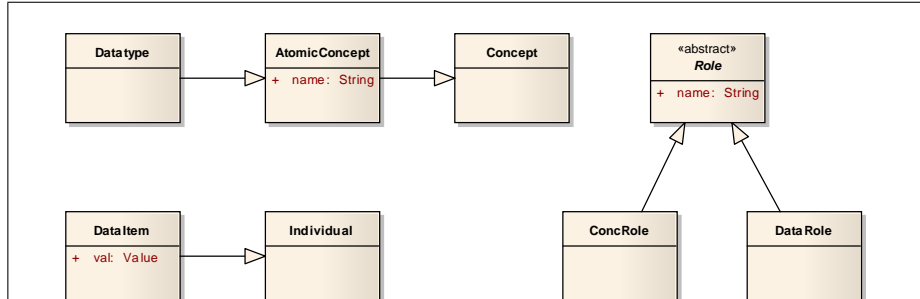 Datatype
AtomicConcept
+ name: String
Concept
«abstract»
Role
+ name: String
DataItem
+ val: Value
Individual
ConcRole
DataRole